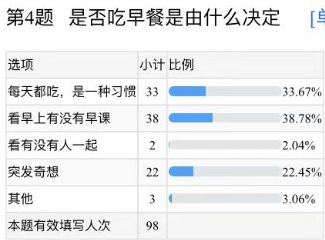 第4题 是否吃早餐是由什么决定 [
选项 小计 比例
每天都吃，是一种习惯 33 33.67%
看早上有没有早课 38 38.78%
看有没有人一起 2 2.04%
突发奇想 22 22.45%
其他 3 3.06%
本题有效填写人次 98